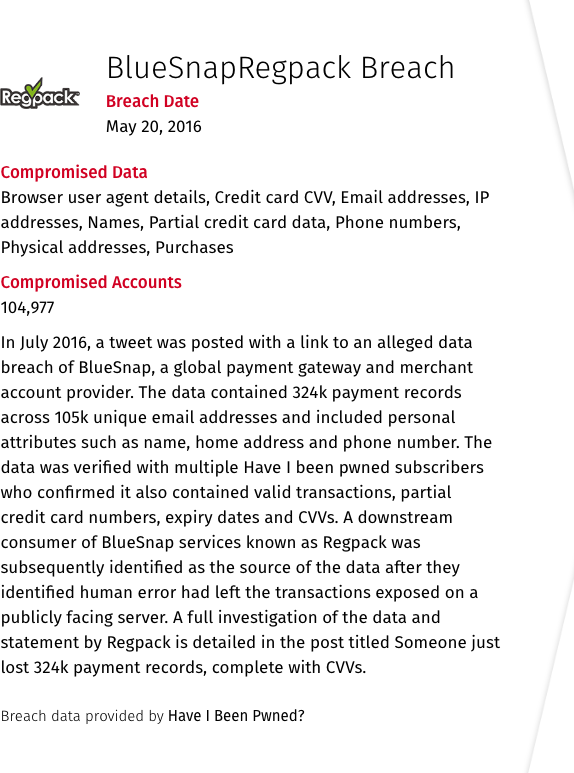 BlueSnapRegpack Breach
Regpack
Breach Date
May 20, 2016
Compromised Data
Browser user agent details, Credit card CVV, Email addresses, IP
addresses, Names, Partial credit card data, Phone numbers,
Physical addresses, Purchases
Compromised Accounts
104,977
In July 2016, a tweet was posted with a link to an alleged data
breach of BlueSnap, a global payment gateway and merchant
account provider. The data contained 324k payment records
across 105k unique email addresses and included personal
attributes such as name, home address and phone number. The
data was verified with multiple Have I been pwned subscribers
who confirmed it also contained valid transactions, partial
credit card numbers, expiry dates and CVVs. A downstream
consumer of BlueSnap services known as Regpack was
subsequently identified as the source of the data after they
identified human error had left the transactions exposed on a
publicly facing server. A full investigation of the data and
statement by Regpack is detailed in the post titled Someone just
lost 324k payment records, complete with CVVs.
Breach data provided by Have I Been Pwned?